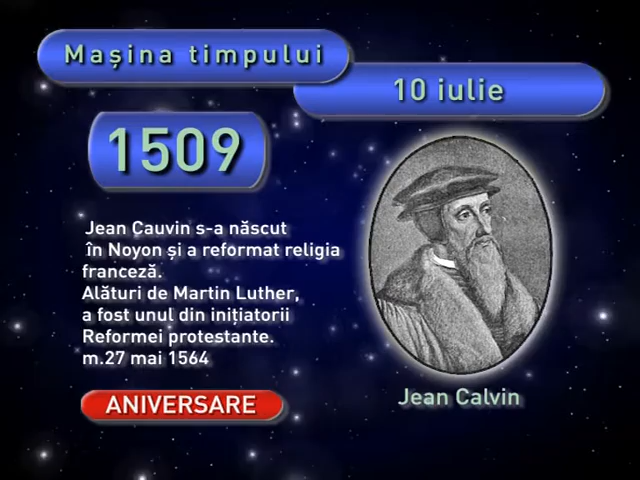 Mașina timpului
10 iulie
1509
Jean Cauvin s-a născut
în Noyon și a reformat religia
franceză.
Alături de Martin Luther,
a fost unul din inițiatorii
Reformei protestante.
m.27 mai 1564
ANIVERSARE
Jean Calvin